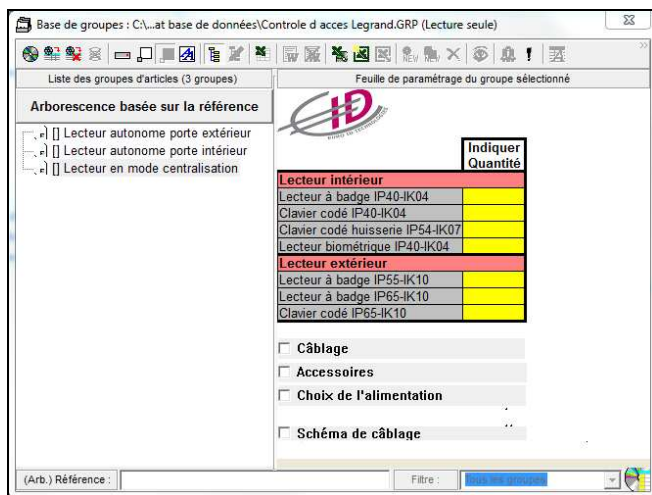 Base de groupes : C:\...at base de données\Controle d acces Legrand.GRP (Lecture seule)
Liste des groupes d'articles (3 groupes)
Feuille de paramétrage du groupe sélectionné
Arborescence basée sur la référence
[] Lecteur autonome porte extérieur
[] Lecteur autonome porte intérieur
[] Lecteur en mode centralisation
ID
EURO ID TECHNOLOGIES
Indiquer
Quantité
Lecteur intérieur
Lecteur à badge IP40-IK04
Clavier codé IP40-IK04
Clavier codé huisserie IP54-IK07
Lecteur biométrique IP40-IK04
Lecteur extérieur
Lecteur à badge IP55-IK10
Lecteur à badge IP65-IK10
Clavier codé IP65-IK10
Câblage
Accessoires
Choix de l'alimentation
Schéma de câblage
(Arb.) Référence :
Filtre :
Tous les groupes